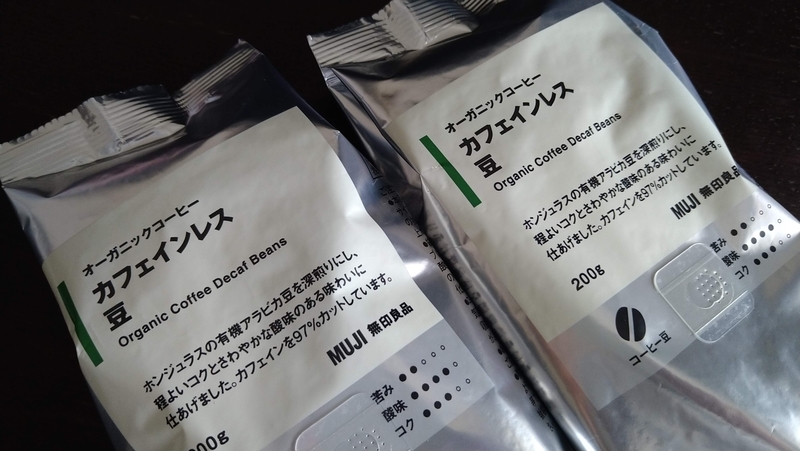 オーガニックコーヒー
カフェインレス
豆
Organic Coffee Decaf Beans
ホンジュラスの有機アラビカ豆を深煎りにし、
程よいコクとさわやかな酸味のある味わいに
仕あげました。カフェインを97%カットしています。
MUJI 無印良品
200g
苦み
酸味
コク
オーガニックコーヒー
カフェインレス
豆
Organic Coffee Decaf Beans
ホンジュラスの有機アラビカ豆を深煎りにし、
程よいコクとさわやかな酸味のある味わいに
仕あげました。カフェインを97%カットしています。
MUJI 無印良品
200g
苦み
酸味
コク
コーヒー豆